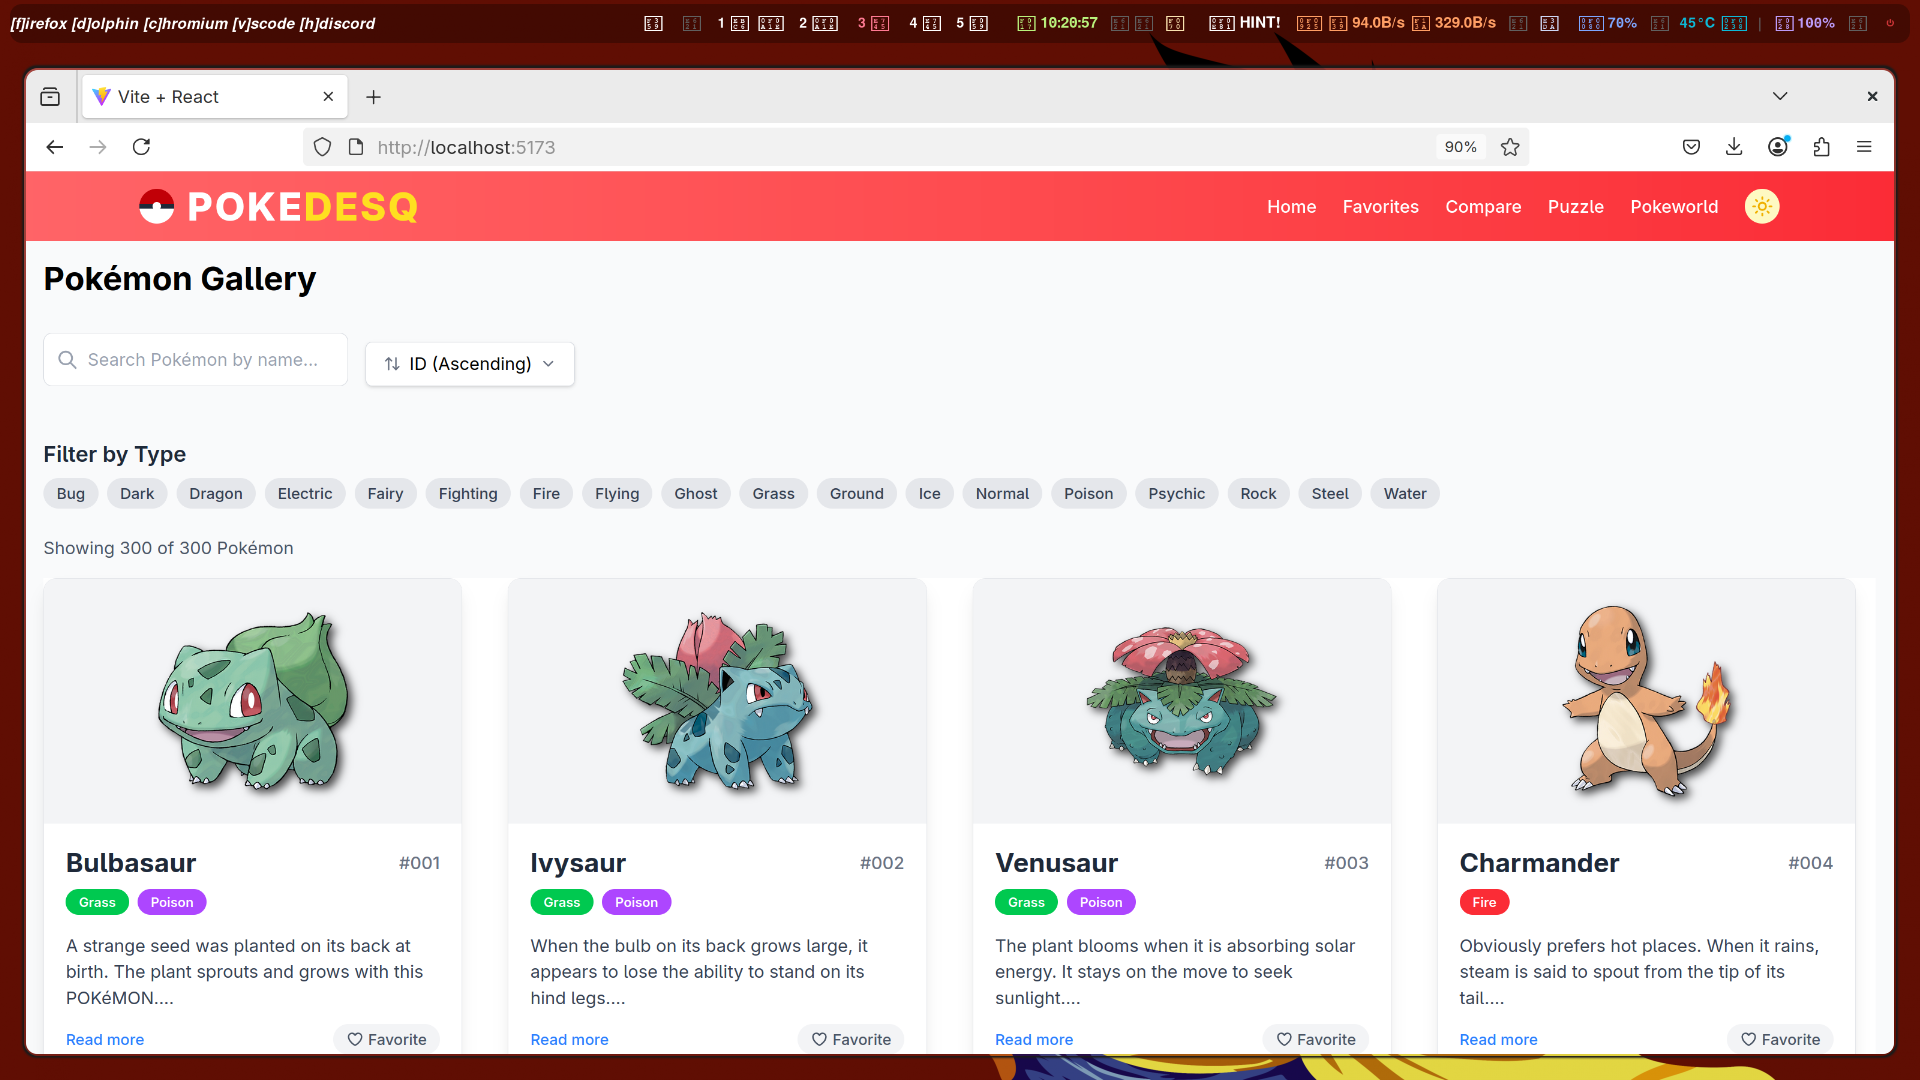 [f]irefox [d]olphin [c]hromium [v]scode [h]discord
1 2 3 4 5 10:20:57 HINT! 94.0B/s 329.0B/s 70% 45°C | 100%
Vite + React
http://localhost:5173
90%
POKEDESQ
Home Favorites Compare Puzzle Pokeworld
Pokémon Gallery
Search Pokémon by name...
ID (Ascending)
Filter by Type
Bug Dark Dragon Electric Fairy Fighting Fire Flying Ghost Grass Ground Ice Normal Poison Psychic Rock Steel Water
Showing 300 of 300 Pokémon
Bulbasaur #001
Grass Poison
A strange seed was planted on its back at
birth. The plant sprouts and grows with this
POKéMON....
Read more Favorite
Ivysaur #002
Grass Poison
When the bulb on its back grows large, it
appears to lose the ability to stand on its
hind legs....
Read more Favorite
Venusaur #003
Grass Poison
The plant blooms when it is absorbing solar
energy. It stays on the move to seek
sunlight....
Read more Favorite
Charmander #004
Fire
Obviously prefers hot places. When it rains,
steam is said to spout from the tip of its
tail....
Read more Favorite